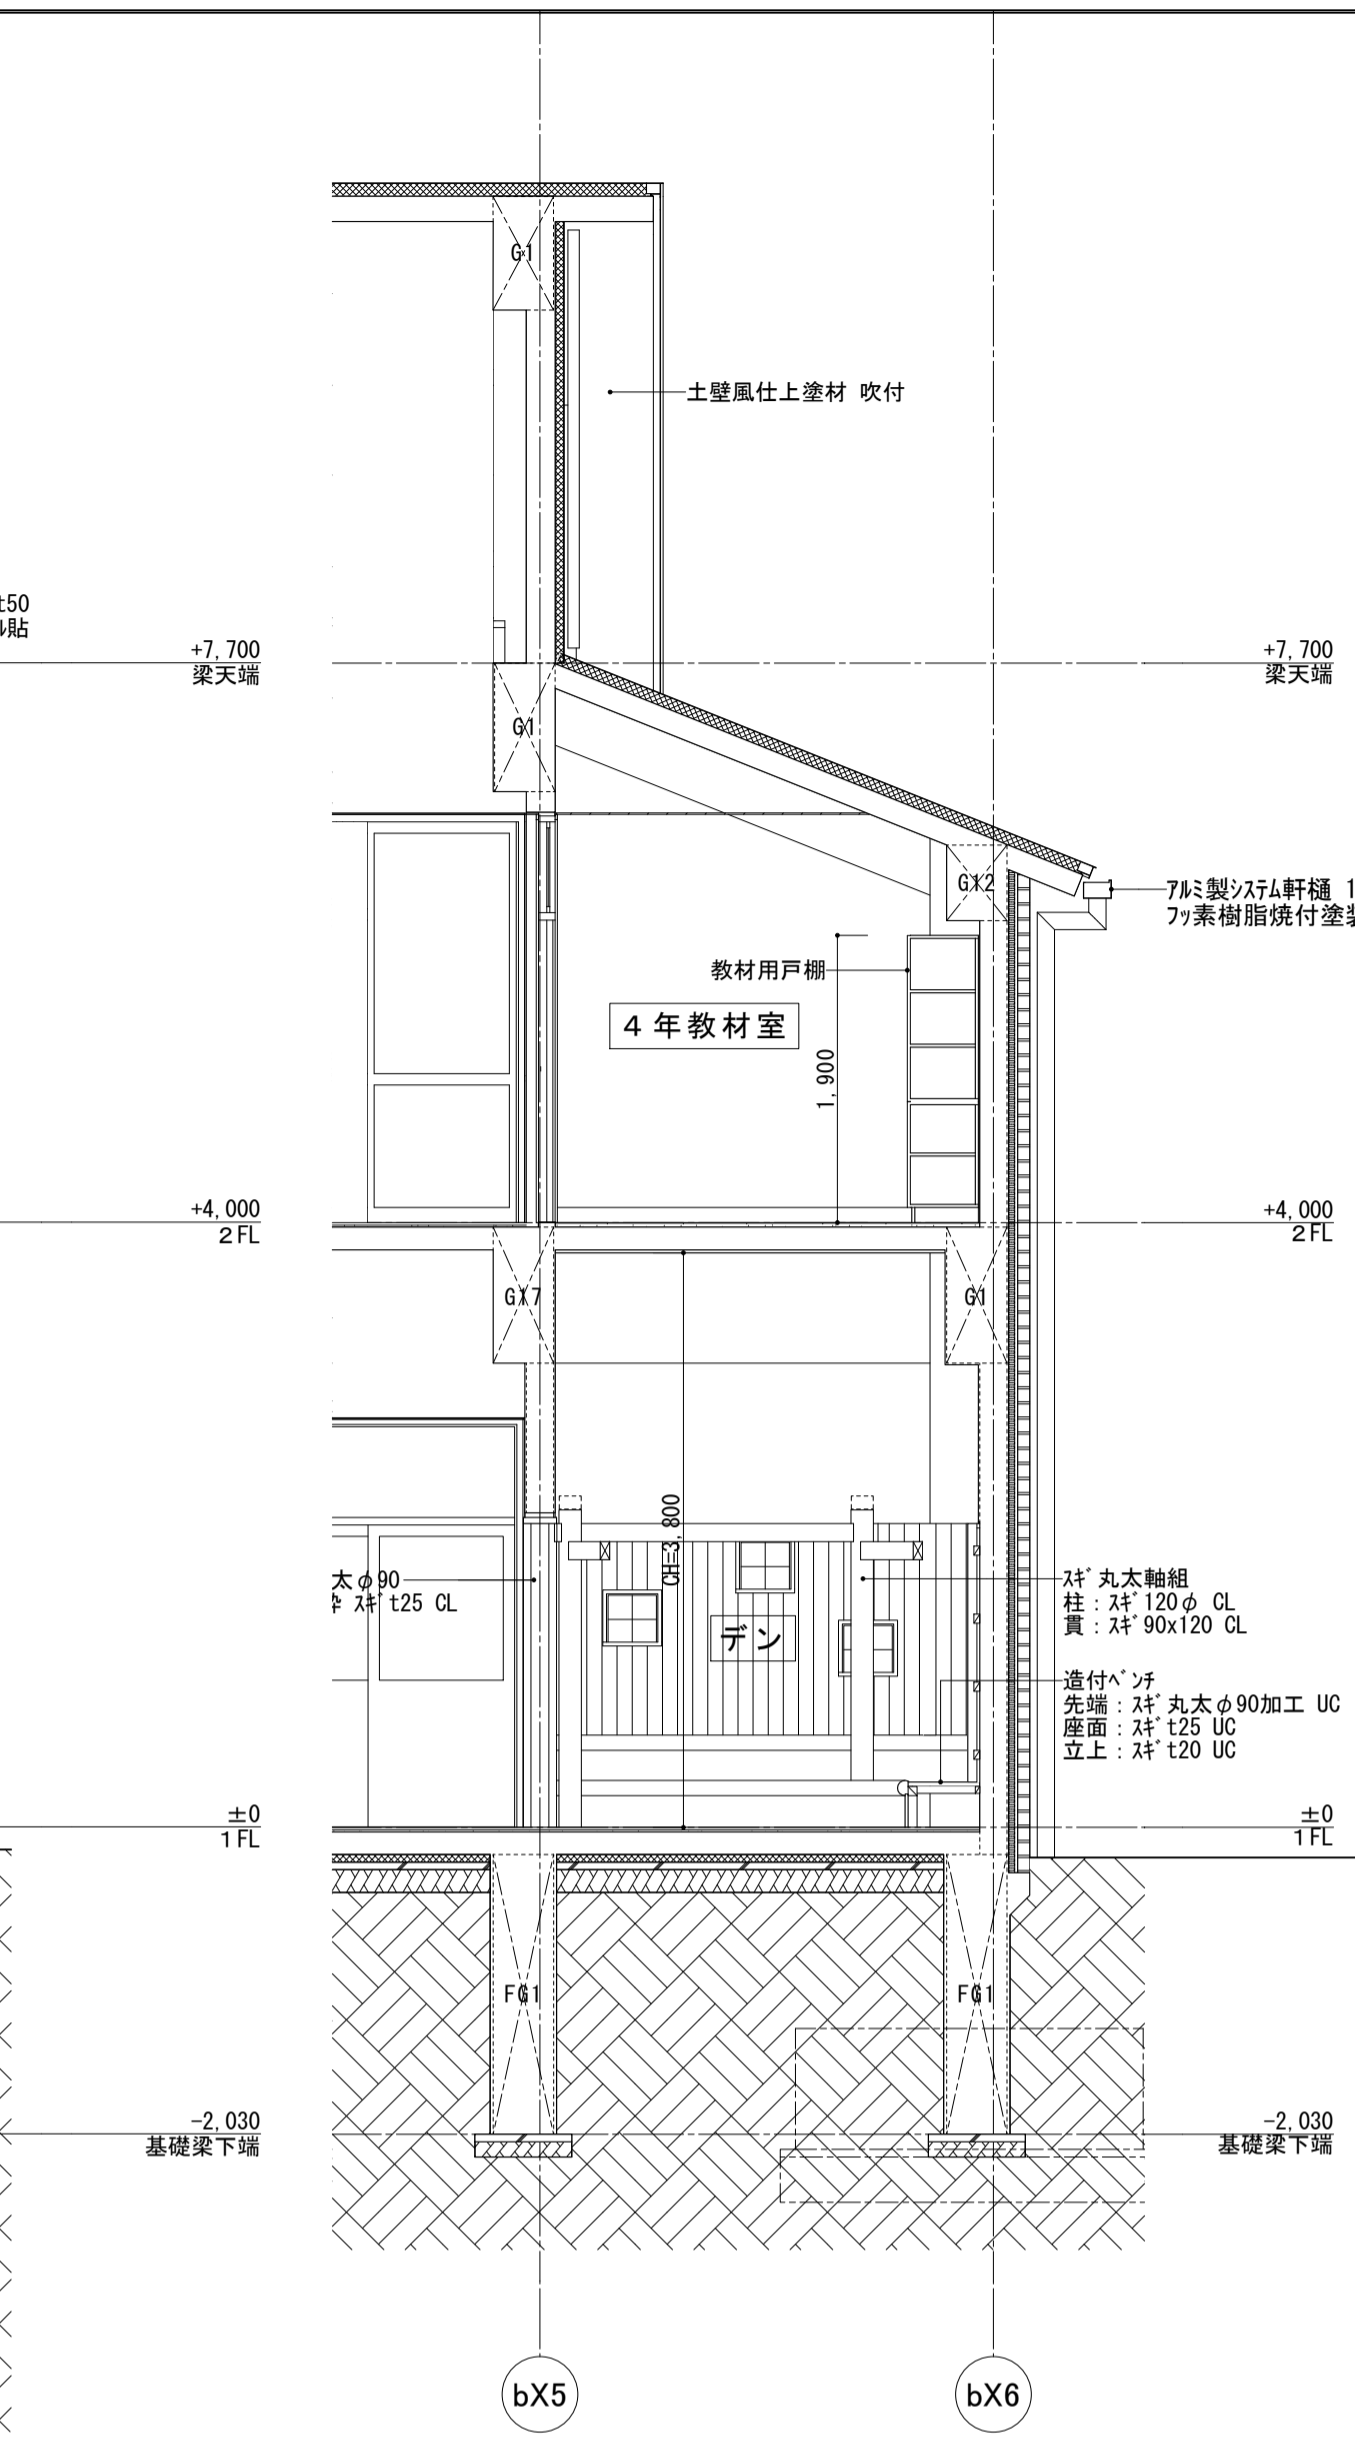 G1
土壁風仕上塗材 吹付
t50
ル貼
+7,700
梁天端
+7,700
梁天端
G1
G12
アルミ製システム軒樋 1
フッ素樹脂焼付塗装
教材用戸棚
4年教材室
1,900
+4,000
2FL
+4,000
2FL
G17
G1
CH=3,800
太φ90
スギt25 CL
デン
スギ丸太軸組
柱：スギ120φ CL
貫：スギ90x120 CL
造付ベンチ
先端：スギ丸太φ90加工 UC
座面：スギt25 UC
立上：スギt20 UC
±0
1FL
±0
1FL
FG1
FG1
-2,030
基礎梁下端
-2,030
基礎梁下端
bX5
bX6